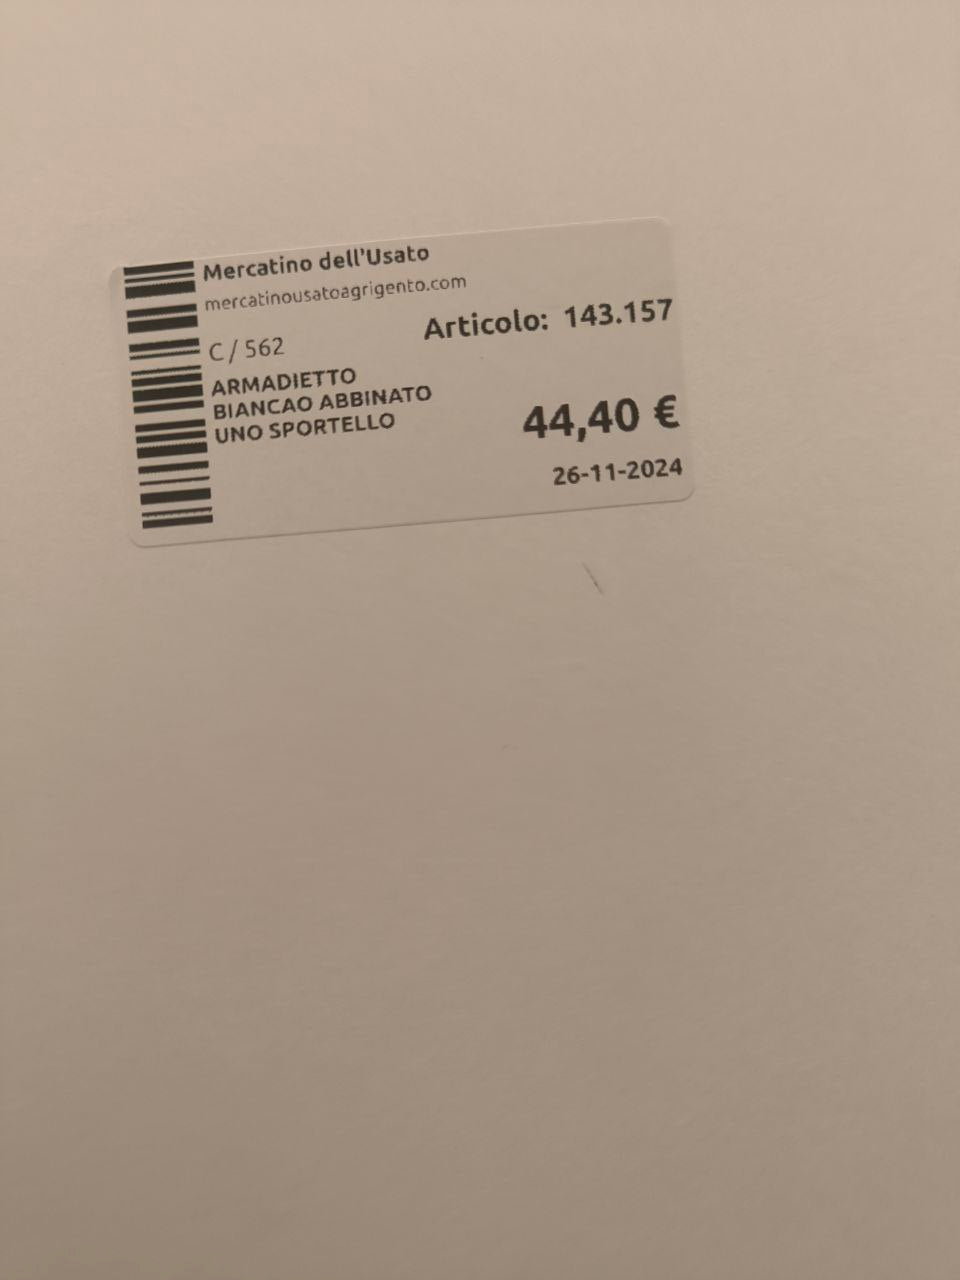 Mercatino dell'Usato
mercatinousatoagrigento.com
Articolo: 143.157
C / 562
ARMADIETTO
BIANCAO ABBINATO
UNO SPORTELLO
44,40 €
26-11-2024